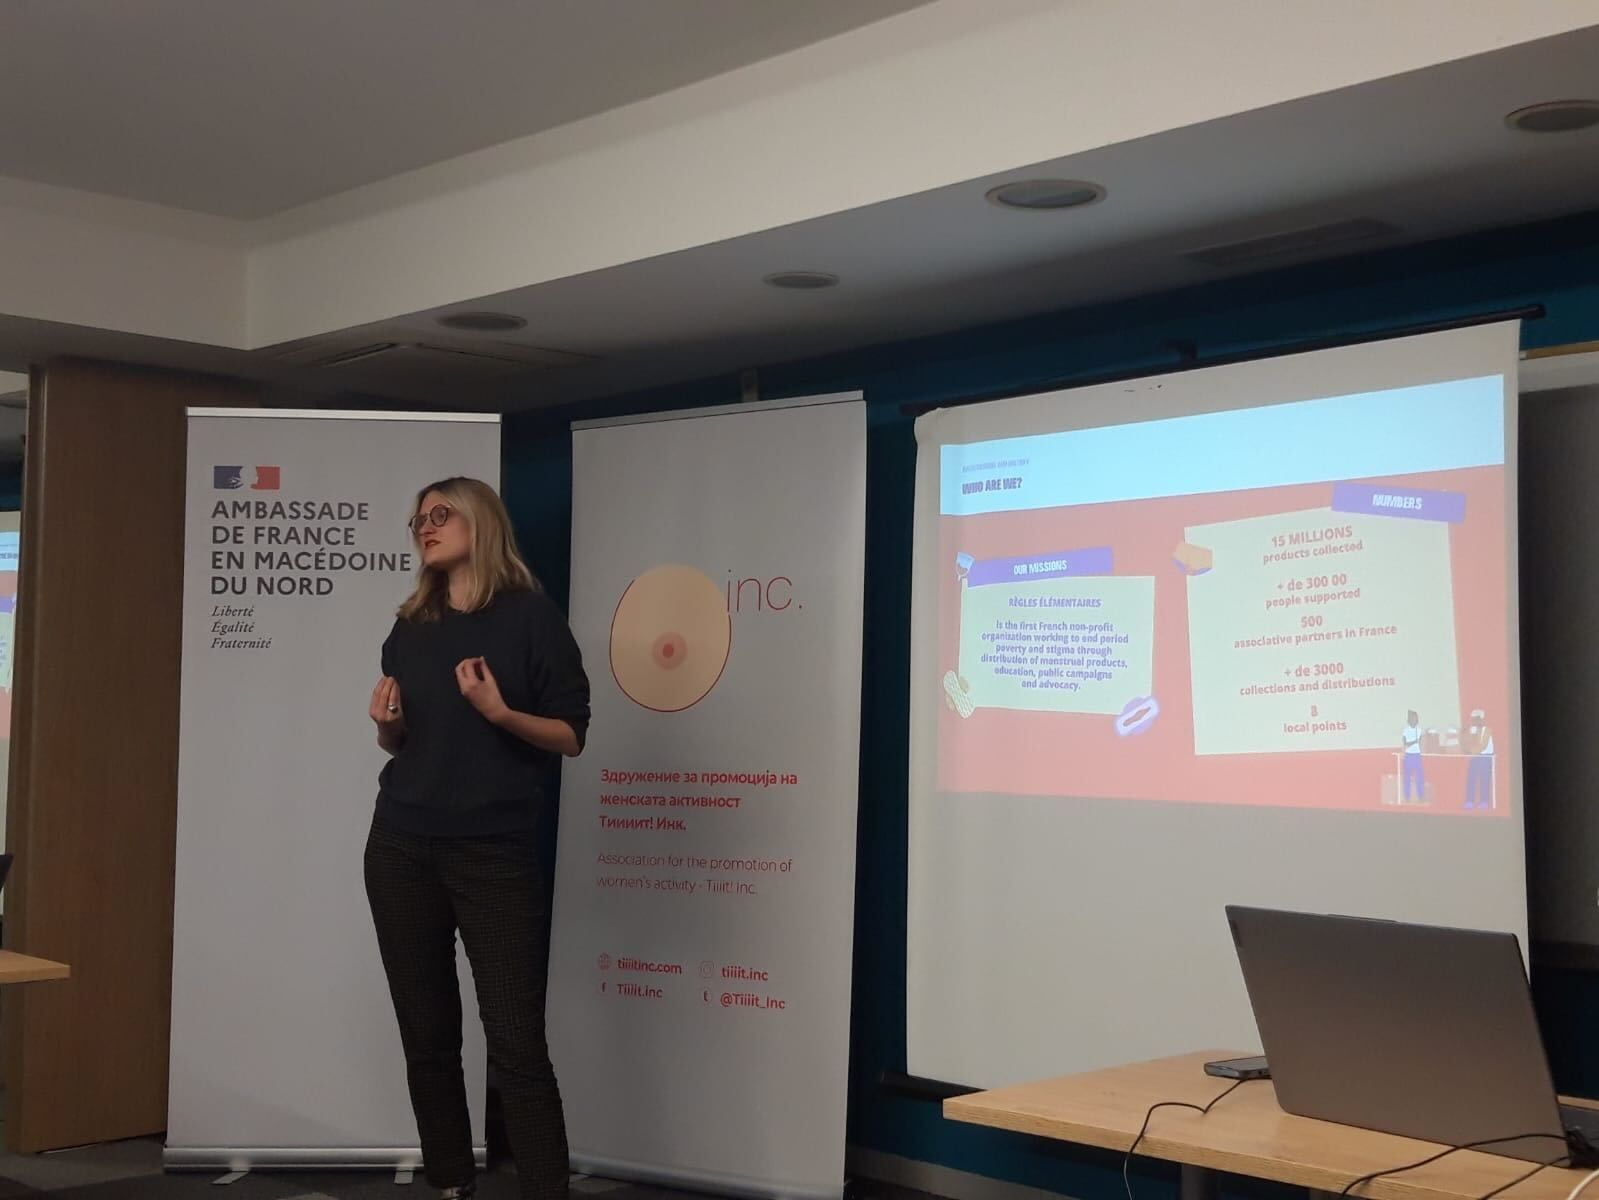 AMBASSADE
DE FRANCE
EN MACÉDOINE
DU NORD
Liberté
Égalité
Fraternité
inc.
Здружение за промоција на
женската активност
ТииииT! Инк.
Association for the promotion of
women's activity - Tiiiit! Inc.
tiiiitinc.com
tiiiit.inc
Tiiiit.inc
@Tiiiit_Inc
WHO ARE WE?
OUR MISSIONS
RÈGLES ÉLÉMENTAIRES
Is the first French non-profit
organization working to end period
poverty and stigma through
distribution of menstrual products,
education, public campaigns
and advocacy.
NUMBERS
15 MILLIONS
products collected
+ de 300 00
people supported
500
associative partners in France
+ de 3000
collections and distributions
8
local points